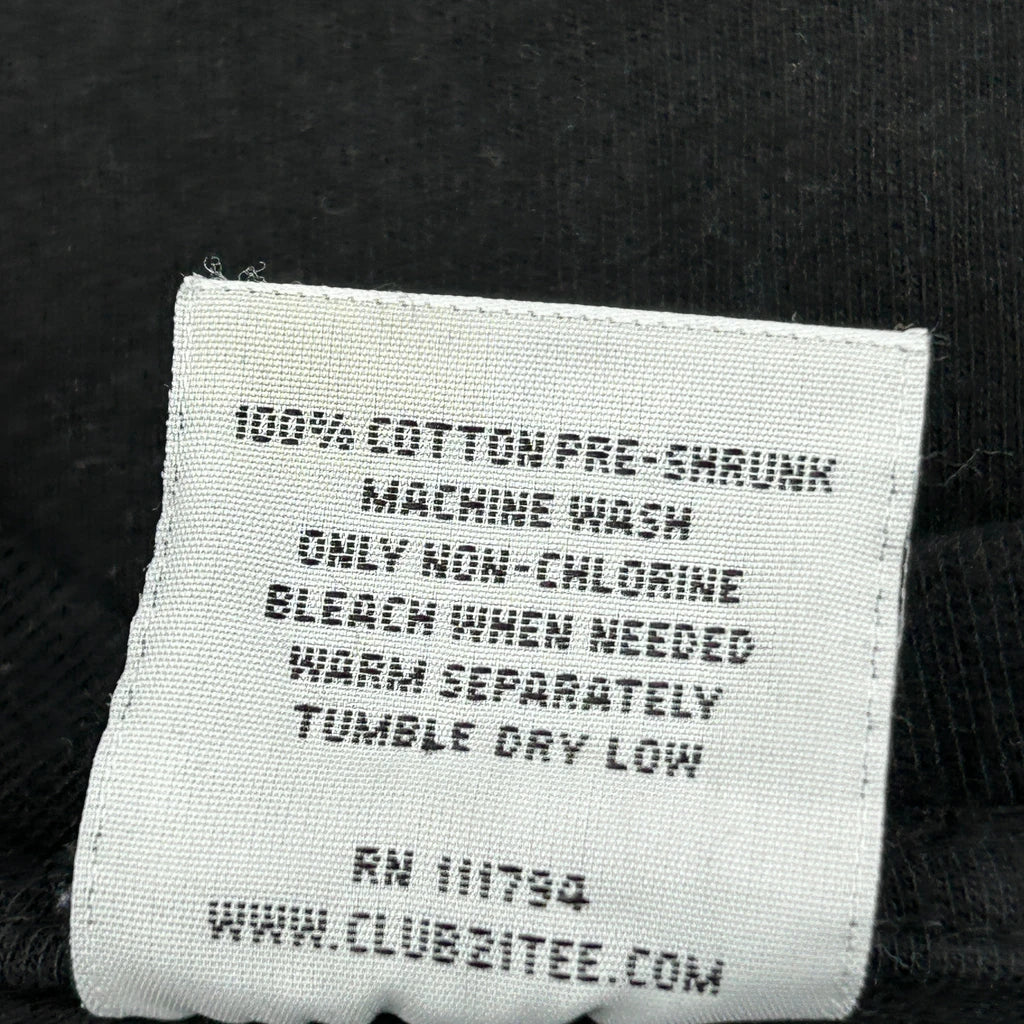 100% COTTON PRE-SHRUNK
MACHINE WASH
ONLY NON-CHLORINE
BLEACH WHEN NEEDED
WARM SEPARATELY
TUMBLE DRY LOW
RN 111794
WWW.CLUB21TEE.COM